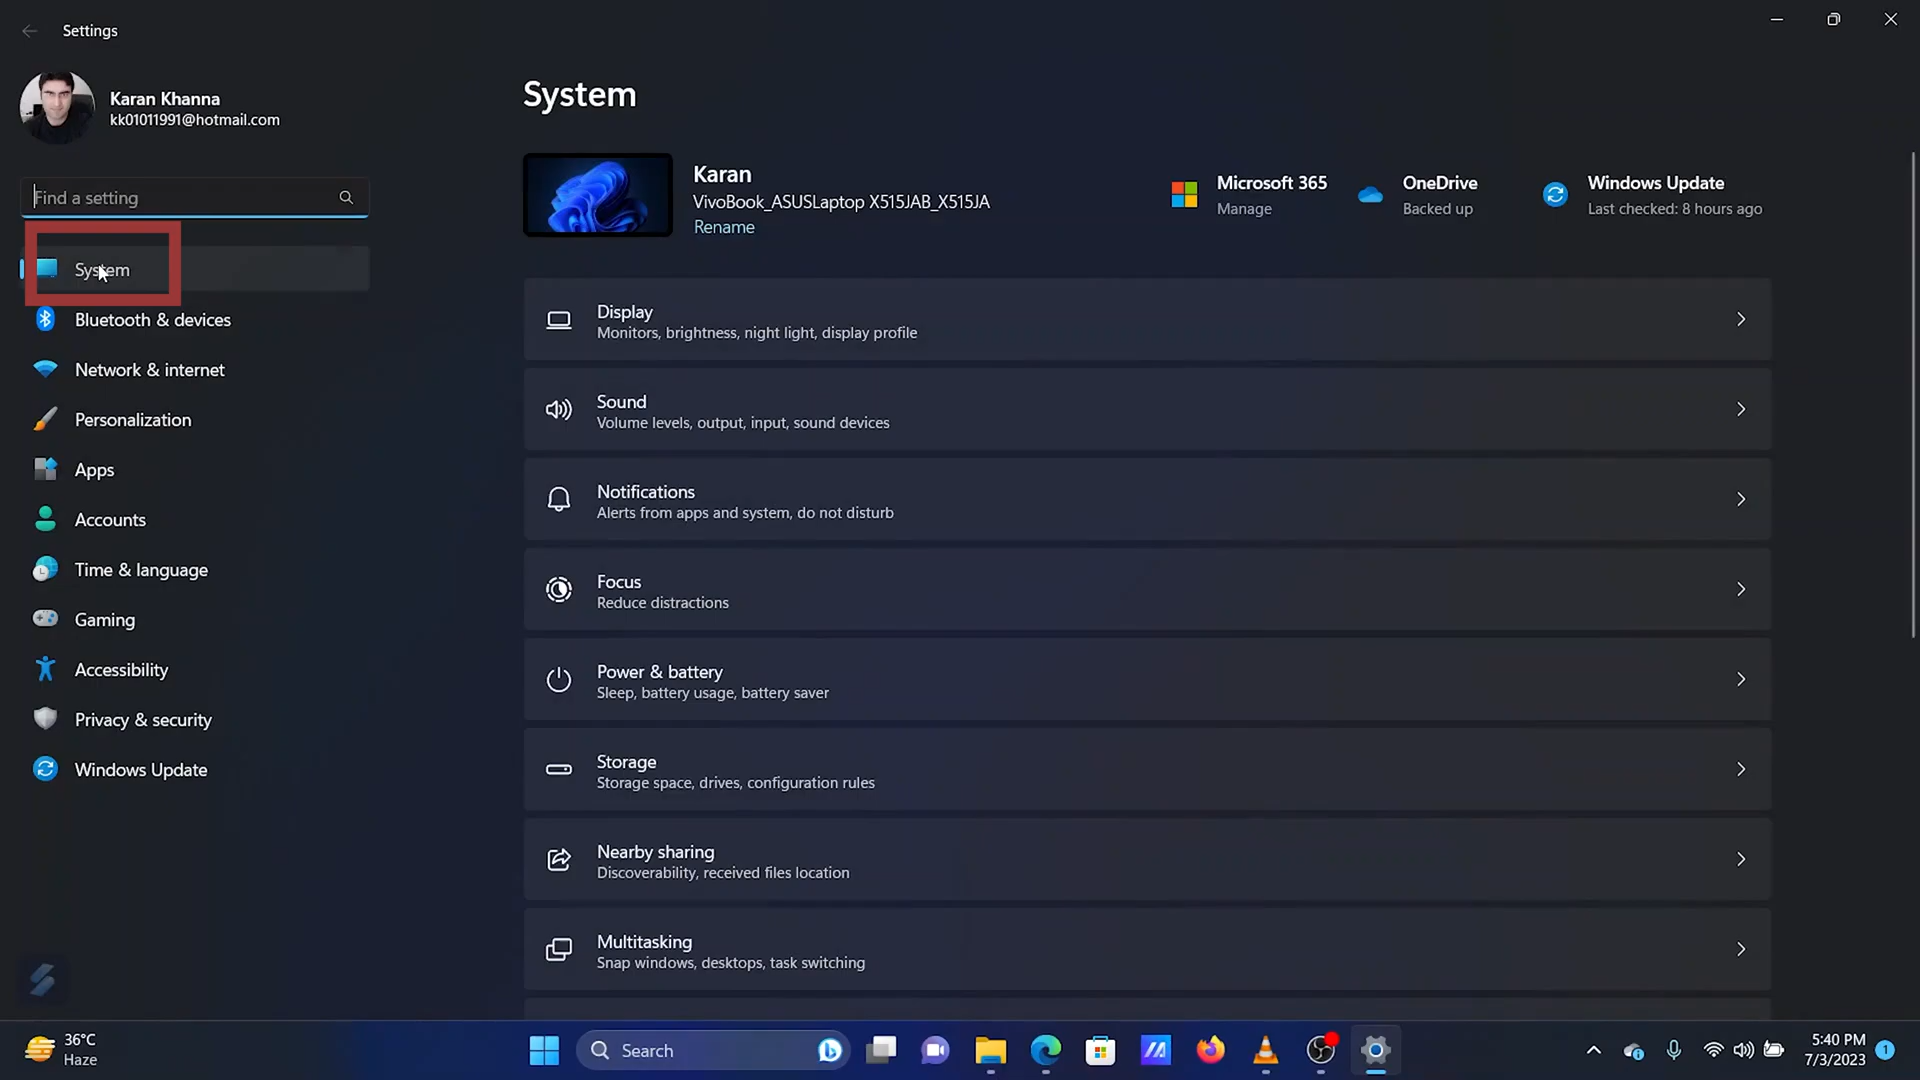 Settings
Karan Khanna
kk01011991@hotmail.com
Find a setting
System
Bluetooth & devices
Network & internet
Personalization
Apps
Accounts
Time & language
Gaming
Accessibility
Privacy & security
Windows Update
System
Karan
VivoBook_ASUSLaptop X515JAB_X515JA
Rename
Microsoft 365
Manage
OneDrive
Backed up
Windows Update
Last checked: 8 hours ago
Display
Monitors, brightness, night light, display profile
Sound
Volume levels, output, input, sound devices
Notifications
Alerts from apps and system, do not disturb
Focus
Reduce distractions
Power & battery
Sleep, battery usage, battery saver
Storage
Storage space, drives, configuration rules
Nearby sharing
Discoverability, received files location
Multitasking
Snap windows, desktops, task switching
36°C
Haze
Search
5:40 PM
7/3/2023
1